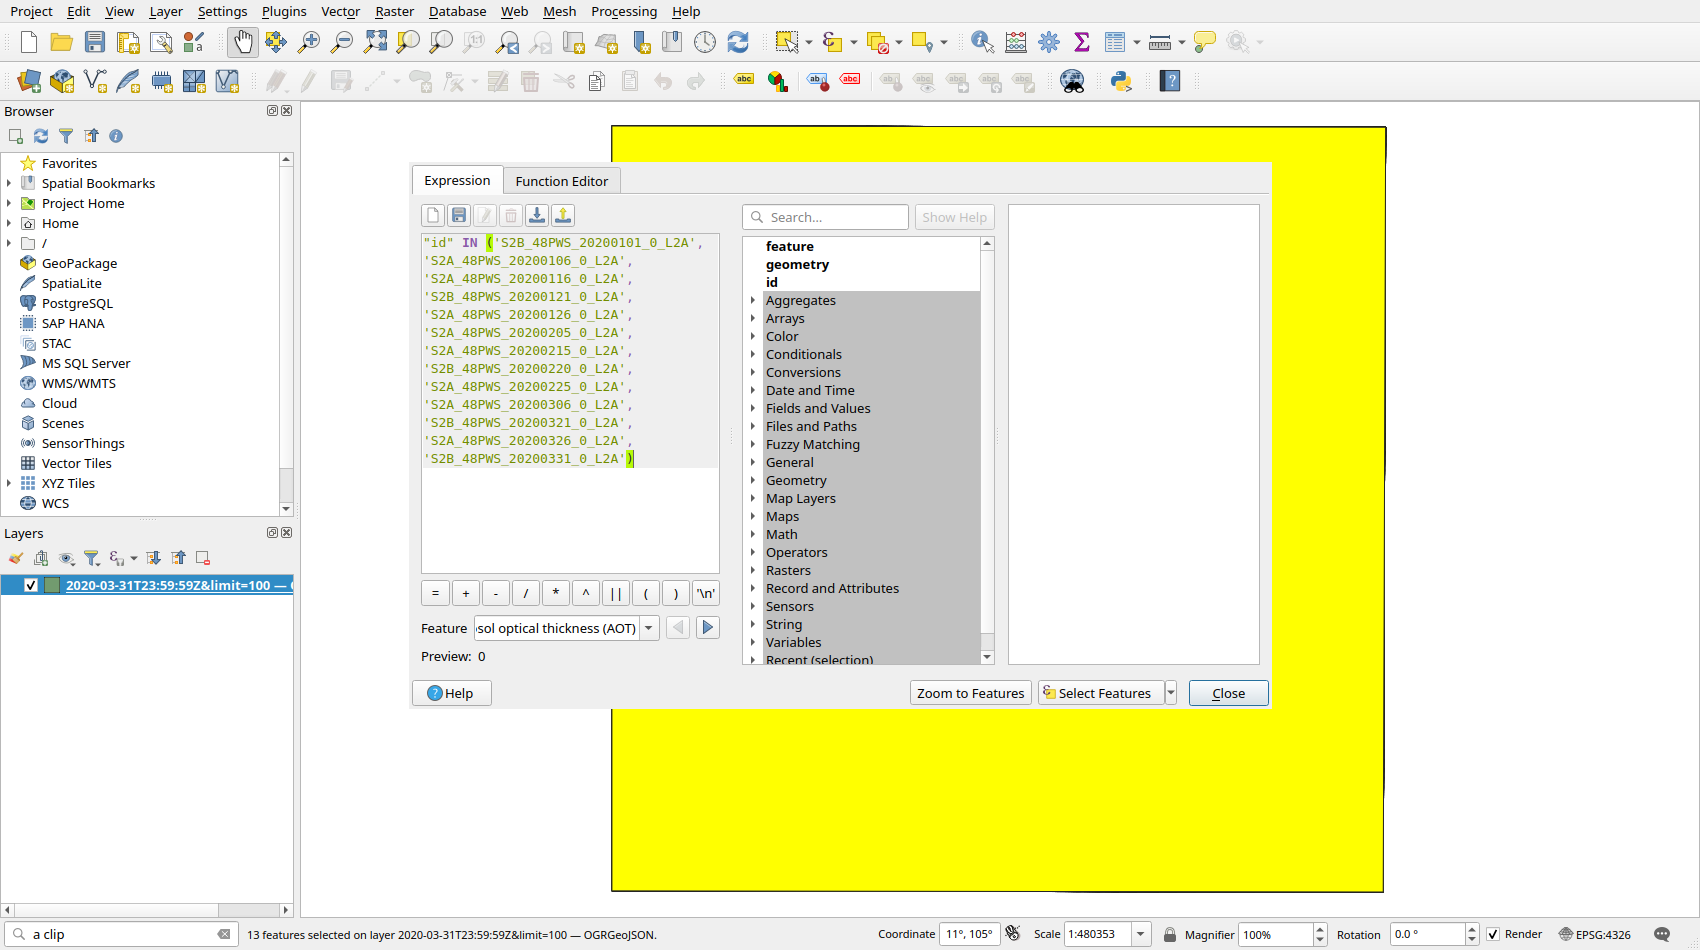 Project Edit View Layer Settings Plugins Vector Raster Database Web Mesh Processing Help
Browser
Favorites
Spatial Bookmarks
Project Home
Home
/
GeoPackage
SpatiaLite
PostgreSQL
SAP HANA
STAC
MS SQL Server
WMS/WMTS
Cloud
Scenes
SensorThings
Vector Tiles
XYZ Tiles
WCS
Layers
2020-03-31T23:59:59Z&limit=100 —
Expression Function Editor
"id" IN ('S2B_48PWS_20200101_0_L2A',
'S2A_48PWS_20200106_0_L2A',
'S2A_48PWS_20200116_0_L2A',
'S2B_48PWS_20200121_0_L2A',
'S2A_48PWS_20200126_0_L2A',
'S2A_48PWS_20200205_0_L2A',
'S2A_48PWS_20200215_0_L2A',
'S2B_48PWS_20200220_0_L2A',
'S2A_48PWS_20200225_0_L2A',
'S2A_48PWS_20200306_0_L2A',
'S2B_48PWS_20200321_0_L2A',
'S2A_48PWS_20200326_0_L2A',
'S2B_48PWS_20200331_0_L2A')
= + - / * ^ || ( ) '\n'
Feature sol optical thickness (AOT)
Preview: 0
Search... Show Help
feature
geometry
id
Aggregates
Arrays
Color
Conditionals
Conversions
Date and Time
Fields and Values
Files and Paths
Fuzzy Matching
General
Geometry
Map Layers
Maps
Math
Operators
Rasters
Record and Attributes
Sensors
String
Variables
Recent (selection)
Help Zoom to Features Select Features Close
a clip 13 features selected on layer 2020-03-31T23:59:59Z&limit=100 — OGRGeoJSON. Coordinate 11°, 105° Scale 1:480353 Magnifier 100% Rotation 0.0 ° Render EPSG:4326